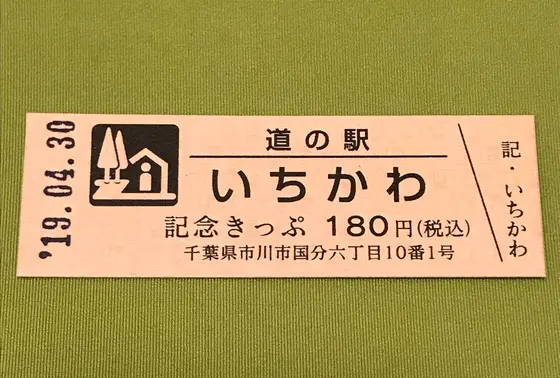 '19.04.30
道の駅
いちかわ
記念きっぷ 180円(税込)
千葉県市川市国分六丁目10番1号
記・いちかわ